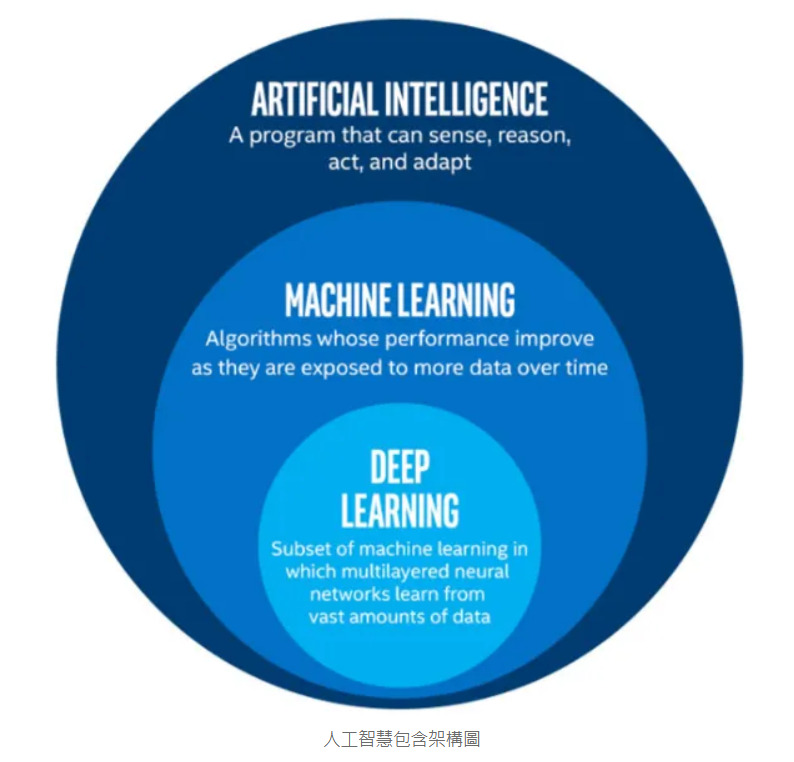 ARTIFICIAL INTELLIGENCE
A program that can sense, reason,
act, and adapt
MACHINE LEARNING
Algorithms whose performance improve
as they are exposed to more data over time
DEEP
LEARNING
Subset of machine learning in
which multilayered neural
networks learn from
vast amounts of data
人工智慧包含架構圖